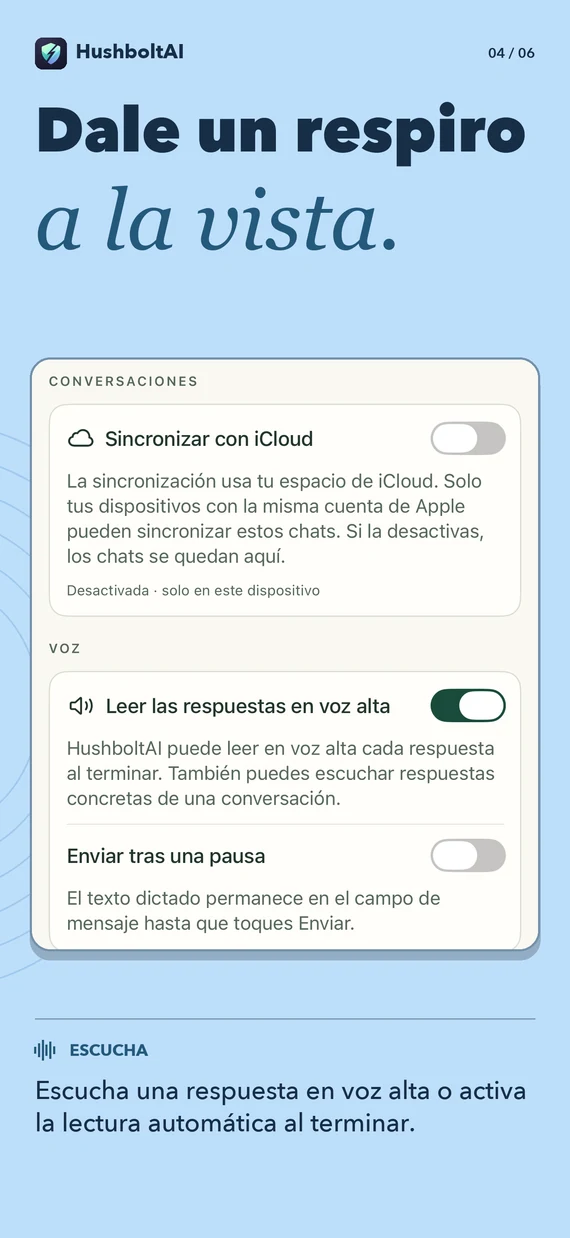 HushboltAI
04 / 06
Dale un respiro
a la vista.
CONVERSACIONES
Sincronizar con iCloud
La sincronización usa tu espacio de iCloud. Solo
tus dispositivos con la misma cuenta de Apple
pueden sincronizar estos chats. Si la desactivas,
los chats se quedan aquí.
Desactivada · solo en este dispositivo
VOZ
Leer las respuestas en voz alta
HushboltAI puede leer en voz alta cada respuesta
al terminar. También puedes escuchar respuestas
concretas de una conversación.
Enviar tras una pausa
El texto dictado permanece en el campo de
mensaje hasta que toques Enviar.
ESCUCHA
Escucha una respuesta en voz alta o activa
la lectura automática al terminar.